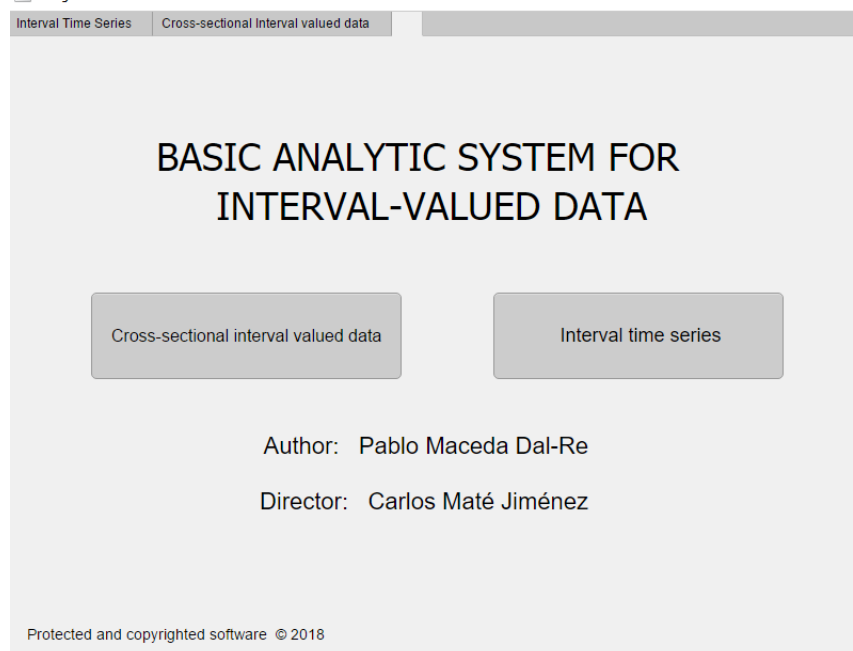 Interval Time Series Cross-sectional Interval valued data
BASIC ANALYTIC SYSTEM FOR
INTERVAL-VALUED DATA
Cross-sectional interval valued data Interval time series
Author: Pablo Maceda Dal-Re
Director: Carlos Maté Jiménez
Protected and copyrighted software © 2018